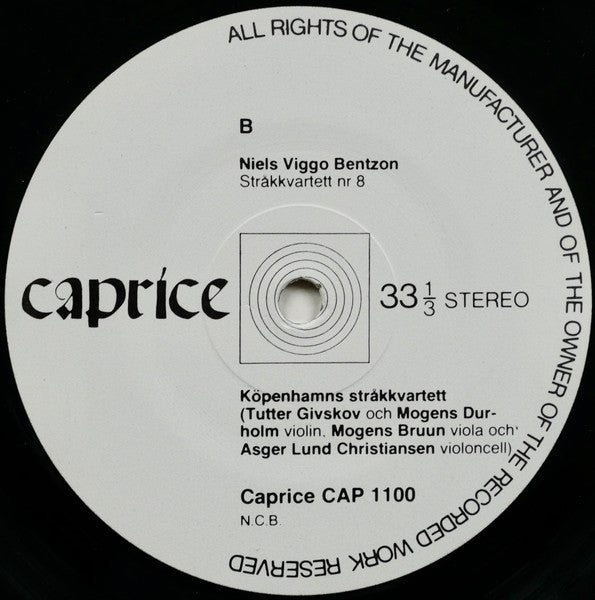 ALL RIGHTS OF THE MANUFACTURER AND OF THE OWNER OF THE RECORDED WORK RESERVED
B
Niels Viggo Bentzon
Stråkkvartett nr 8
caprice
33 1/3 STEREO
Köpenhamns stråkkvartett
(Tutter Givskov och Mogens Dur-
holm violin, Mogens Bruun viola och
Asger Lund Christiansen violoncell)
Caprice CAP 1100
N.C.B.